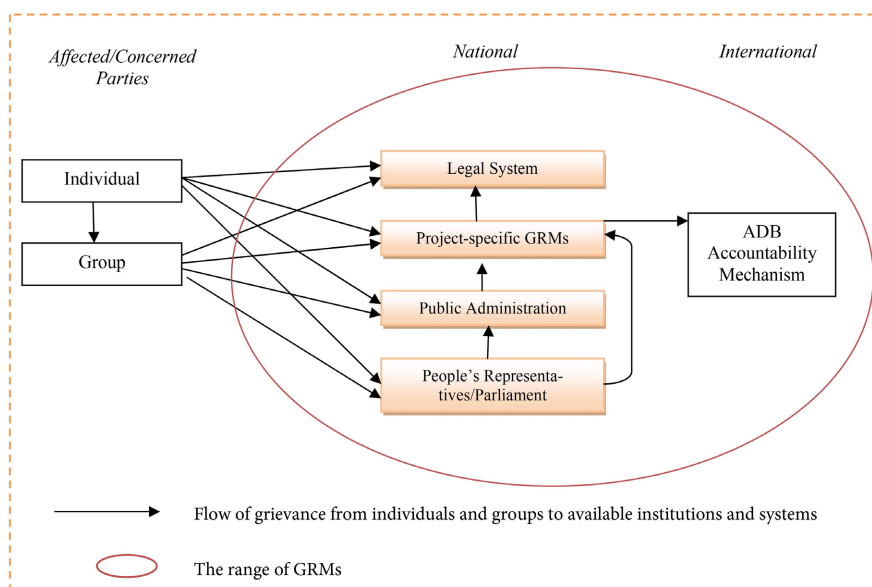 Affected/Concerned
Parties
National
International
Individual
Group
Legal System
Project-specific GRMs
Public Administration
People's Representa-
tives/Parliament
ADB
Accountability
Mechanism
Flow of grievance from individuals and groups to available institutions and systems
The range of GRMs